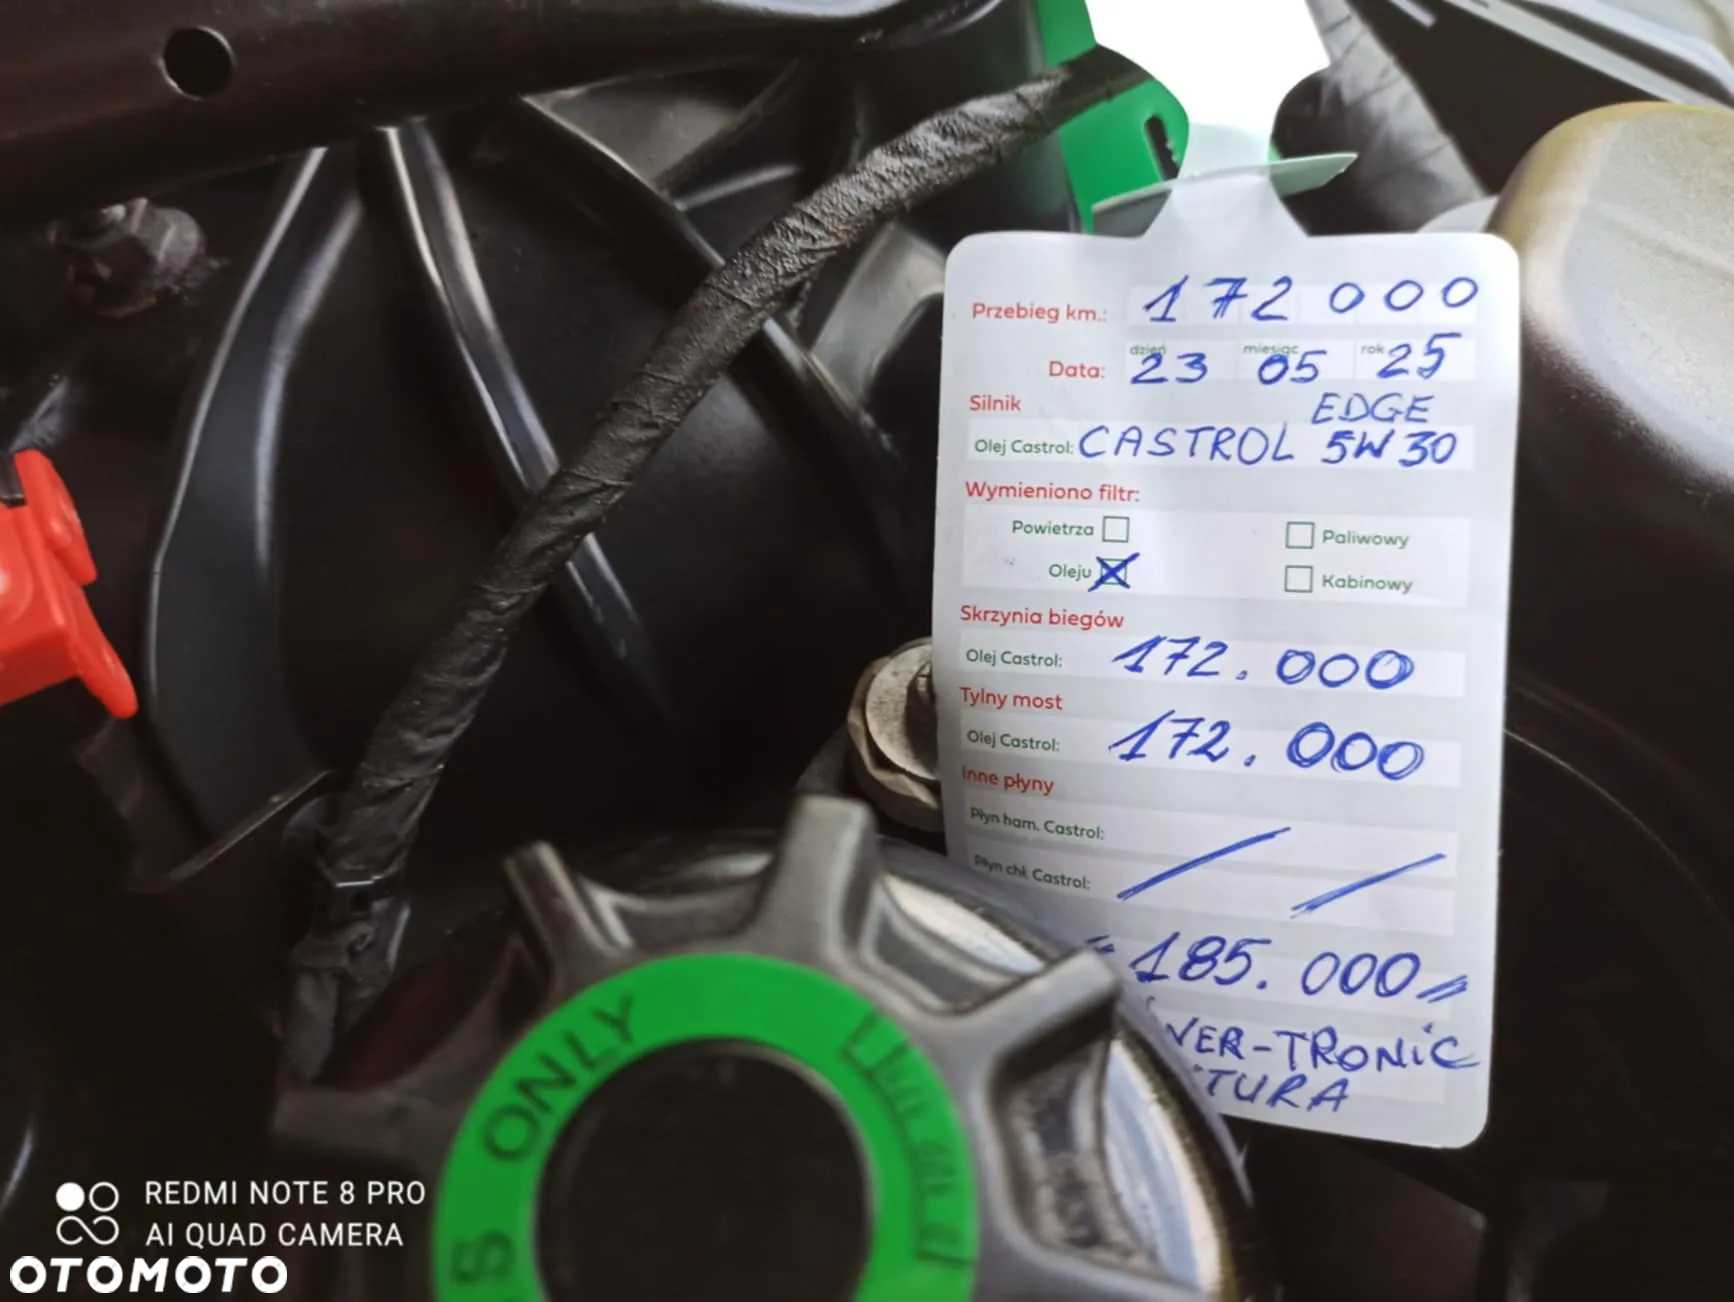 Przebieg km.: 172 000
dzień miesiąc rok
Data: 23 05 25
Silnik EDGE
Olej Castrol: CASTROL 5W30
Wymieniono filtr:
Powietrza Paliwowy
Oleju Kabinowy
Skrzynia biegów
Olej Castrol: 172.000
Tylny most
Olej Castrol: 172.000
Inne płyny
Płyn ham. Castrol:
Płyn chł. Castrol:
185.000
WER-TRONIC
TURA
ONLY
REDMI NOTE 8 PRO
AI QUAD CAMERA
OTOMOTO